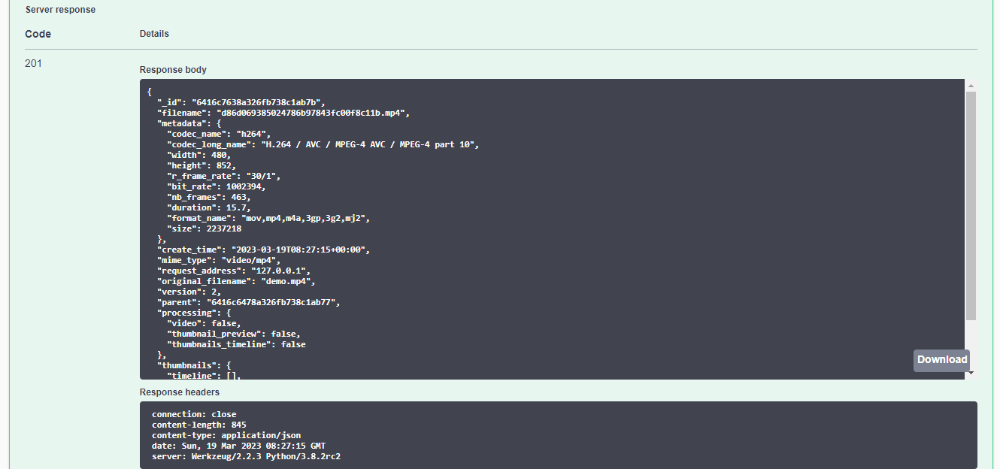 Server response
Code Details
201
Response body
{
  "_id": "6416c7638a326fb738c1ab7b",
  "filename": "d86d069385024786b97843fc00f8c11b.mp4",
  "metadata": {
    "codec_name": "h264",
    "codec_long_name": "H.264 / AVC / MPEG-4 AVC / MPEG-4 part 10",
    "width": 480,
    "height": 852,
    "r_frame_rate": "30/1",
    "bit_rate": 1002394,
    "nb_frames": 463,
    "duration": 15.7,
    "format_name": "mov,mp4,m4a,3gp,3g2,mj2",
    "size": 2237218
  },
  "create_time": "2023-03-19T08:27:15+00:00",
  "mime_type": "video/mp4",
  "request_address": "127.0.0.1",
  "original_filename": "demo.mp4",
  "version": 2,
  "parent": "6416c6478a326fb738c1ab77",
  "processing": {
    "video": false,
    "thumbnail_preview": false,
    "thumbnails_timeline": false
  },
  "thumbnails": {
    "timeline": [],
Download
Response headers
connection: close
content-length: 845
content-type: application/json
date: Sun, 19 Mar 2023 08:27:15 GMT
server: Werkzeug/2.2.3 Python/3.8.2rc2